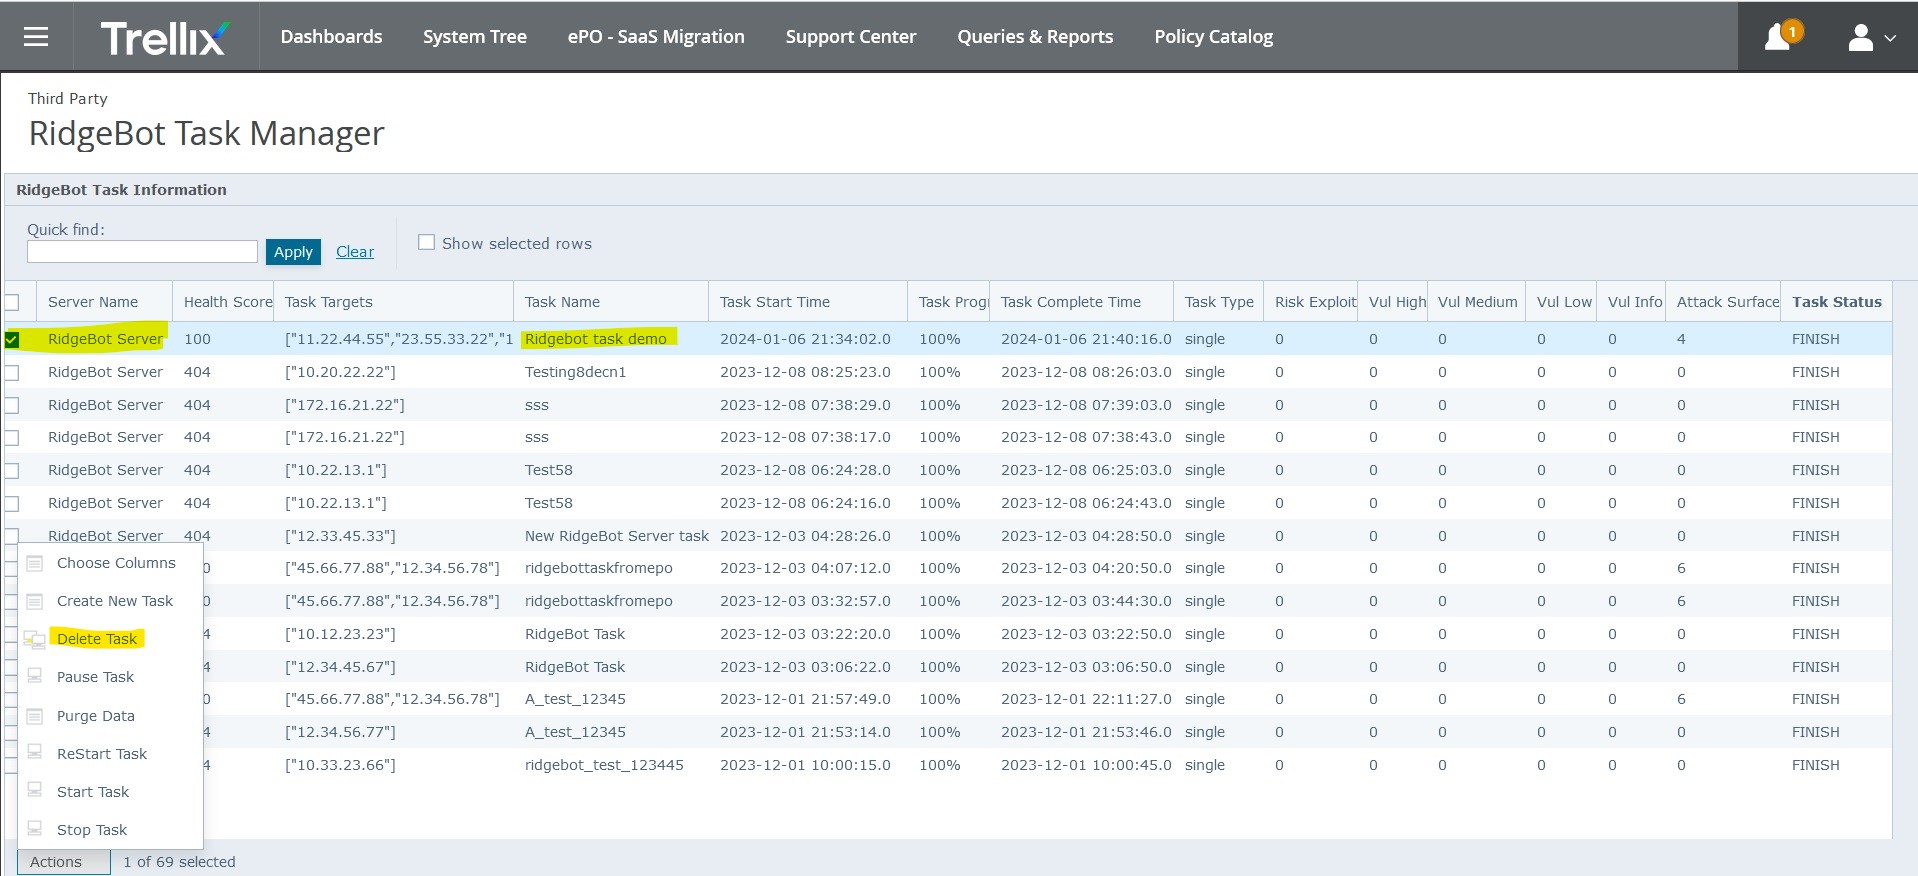 Trellix Dashboards System Tree ePO - SaaS Migration Support Center Queries & Reports Policy Catalog 1
Third Party
RidgeBot Task Manager
RidgeBot Task Information
Quick find:
Apply Clear Show selected rows
Server Name Health Score Task Targets Task Name Task Start Time Task Progr Task Complete Time Task Type Risk Exploit Vul High Vul Medium Vul Low Vul Info Attack Surface Task Status
RidgeBot Server 100 ["11.22.44.55","23.55.33.22","1 Ridgebot task demo 2024-01-06 21:34:02.0 100% 2024-01-06 21:40:16.0 single 0 0 0 0 0 4 FINISH
RidgeBot Server 404 ["10.20.22.22"] Testing8decn1 2023-12-08 08:25:23.0 100% 2023-12-08 08:26:03.0 single 0 0 0 0 0 0 FINISH
RidgeBot Server 404 ["172.16.21.22"] sss 2023-12-08 07:38:29.0 100% 2023-12-08 07:39:03.0 single 0 0 0 0 0 0 FINISH
RidgeBot Server 404 ["172.16.21.22"] sss 2023-12-08 07:38:17.0 100% 2023-12-08 07:38:43.0 single 0 0 0 0 0 0 FINISH
RidgeBot Server 404 ["10.22.13.1"] Test58 2023-12-08 06:24:28.0 100% 2023-12-08 06:25:03.0 single 0 0 0 0 0 0 FINISH
RidgeBot Server 404 ["10.22.13.1"] Test58 2023-12-08 06:24:16.0 100% 2023-12-08 06:24:43.0 single 0 0 0 0 0 0 FINISH
RidgeBot Server 404 ["12.33.45.33"] New RidgeBot Server task 2023-12-03 04:28:26.0 100% 2023-12-03 04:28:50.0 single 0 0 0 0 0 0 FINISH
0 ["45.66.77.88","12.34.56.78"] ridgebottaskfromepo 2023-12-03 04:07:12.0 100% 2023-12-03 04:20:50.0 single 0 0 0 0 0 6 FINISH
0 ["45.66.77.88","12.34.56.78"] ridgebottaskfromepo 2023-12-03 03:32:57.0 100% 2023-12-03 03:44:30.0 single 0 0 0 0 0 6 FINISH
4 ["10.12.23.23"] RidgeBot Task 2023-12-03 03:22:20.0 100% 2023-12-03 03:22:50.0 single 0 0 0 0 0 0 FINISH
4 ["12.34.45.67"] RidgeBot Task 2023-12-03 03:06:22.0 100% 2023-12-03 03:06:50.0 single 0 0 0 0 0 0 FINISH
0 ["45.66.77.88","12.34.56.78"] A_test_12345 2023-12-01 21:57:49.0 100% 2023-12-01 22:11:27.0 single 0 0 0 0 0 6 FINISH
4 ["12.34.56.77"] A_test_12345 2023-12-01 21:53:14.0 100% 2023-12-01 21:53:46.0 single 0 0 0 0 0 0 FINISH
4 ["10.33.23.66"] ridgebot_test_123445 2023-12-01 10:00:15.0 100% 2023-12-01 10:00:45.0 single 0 0 0 0 0 0 FINISH
Choose Columns
Create New Task
Delete Task
Pause Task
Purge Data
ReStart Task
Start Task
Stop Task
Actions 1 of 69 selected